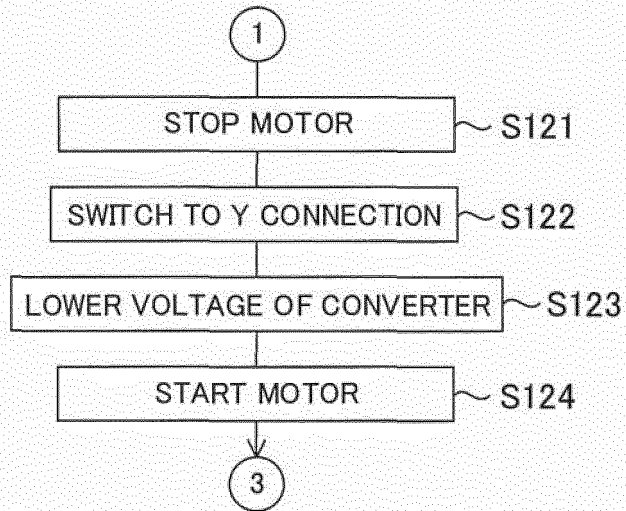 1
STOP MOTOR S121
SWITCH TO Y CONNECTION S122
LOWER VOLTAGE OF CONVERTER S123
START MOTOR S124
3